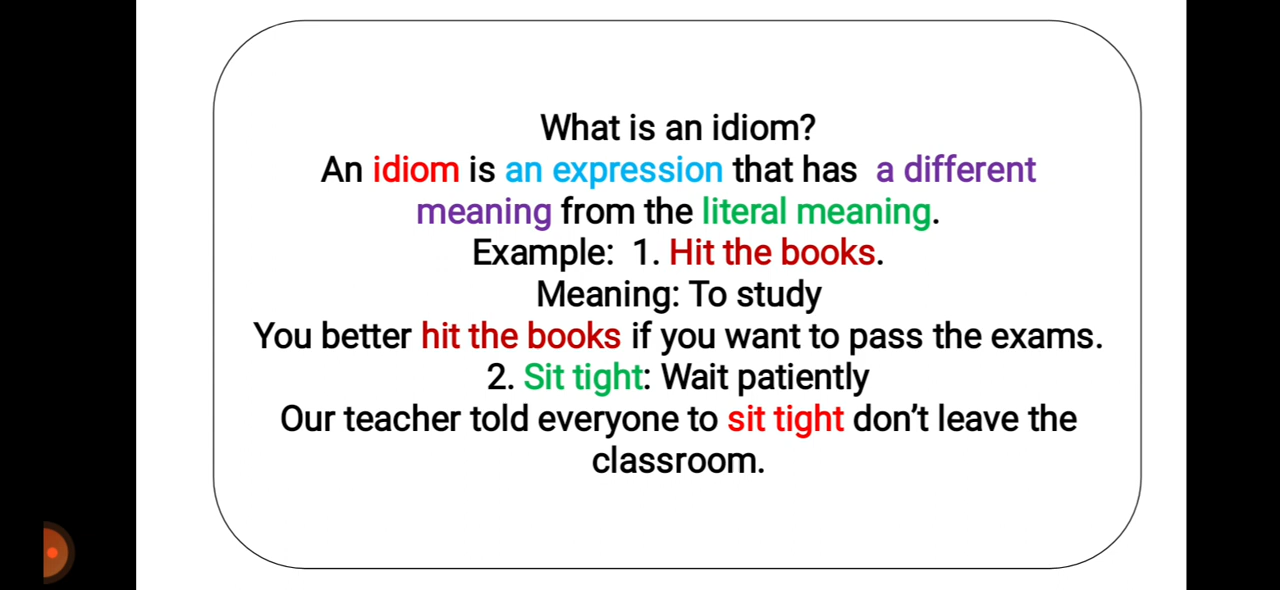 What is an idiom?
An idiom is an expression that has a different
meaning from the literal meaning.
Example: 1. Hit the books.
Meaning: To study
You better hit the books if you want to pass the exams.
2. Sit tight: Wait patiently
Our teacher told everyone to sit tight don’t leave the
classroom.